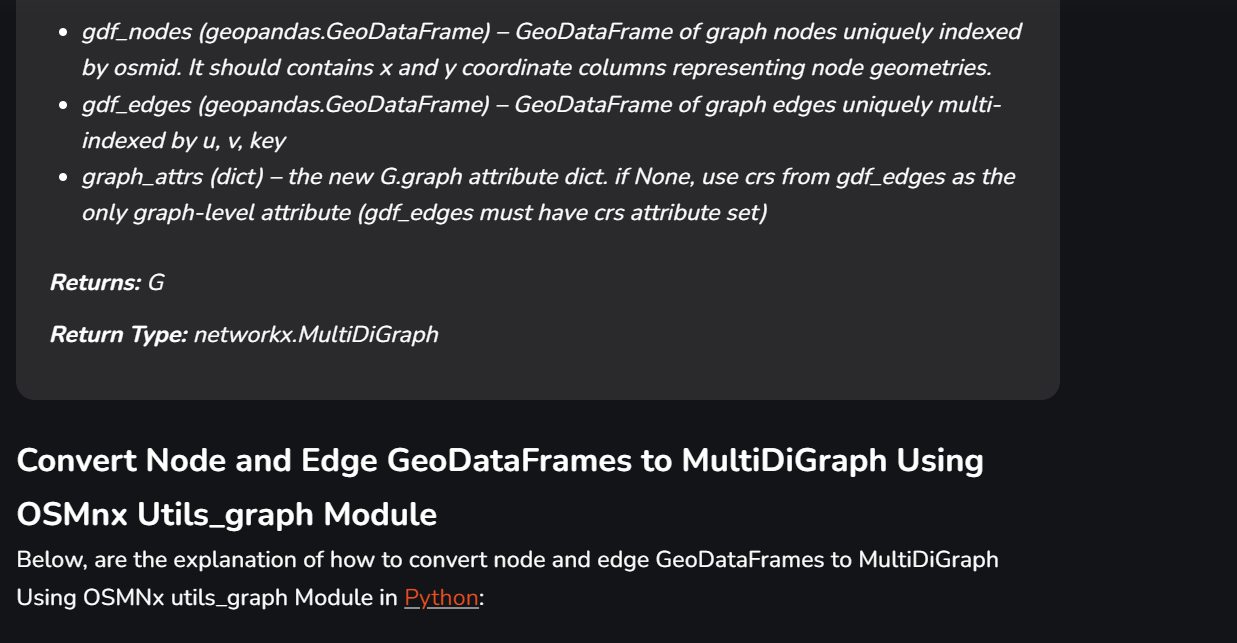 • gdf_nodes (geopandas.GeoDataFrame) – GeoDataFrame of graph nodes uniquely indexed
by osmid. It should contains x and y coordinate columns representing node geometries.
• gdf_edges (geopandas.GeoDataFrame) – GeoDataFrame of graph edges uniquely multi-
indexed by u, v, key
• graph_attrs (dict) – the new G.graph attribute dict. if None, use crs from gdf_edges as the
only graph-level attribute (gdf_edges must have crs attribute set)
Returns: G
Return Type: networkx.MultiDiGraph
Convert Node and Edge GeoDataFrames to MultiDiGraph Using
OSMnx Utils_graph Module
Below, are the explanation of how to convert node and edge GeoDataFrames to MultiDiGraph
Using OSMNx utils_graph Module in Python: